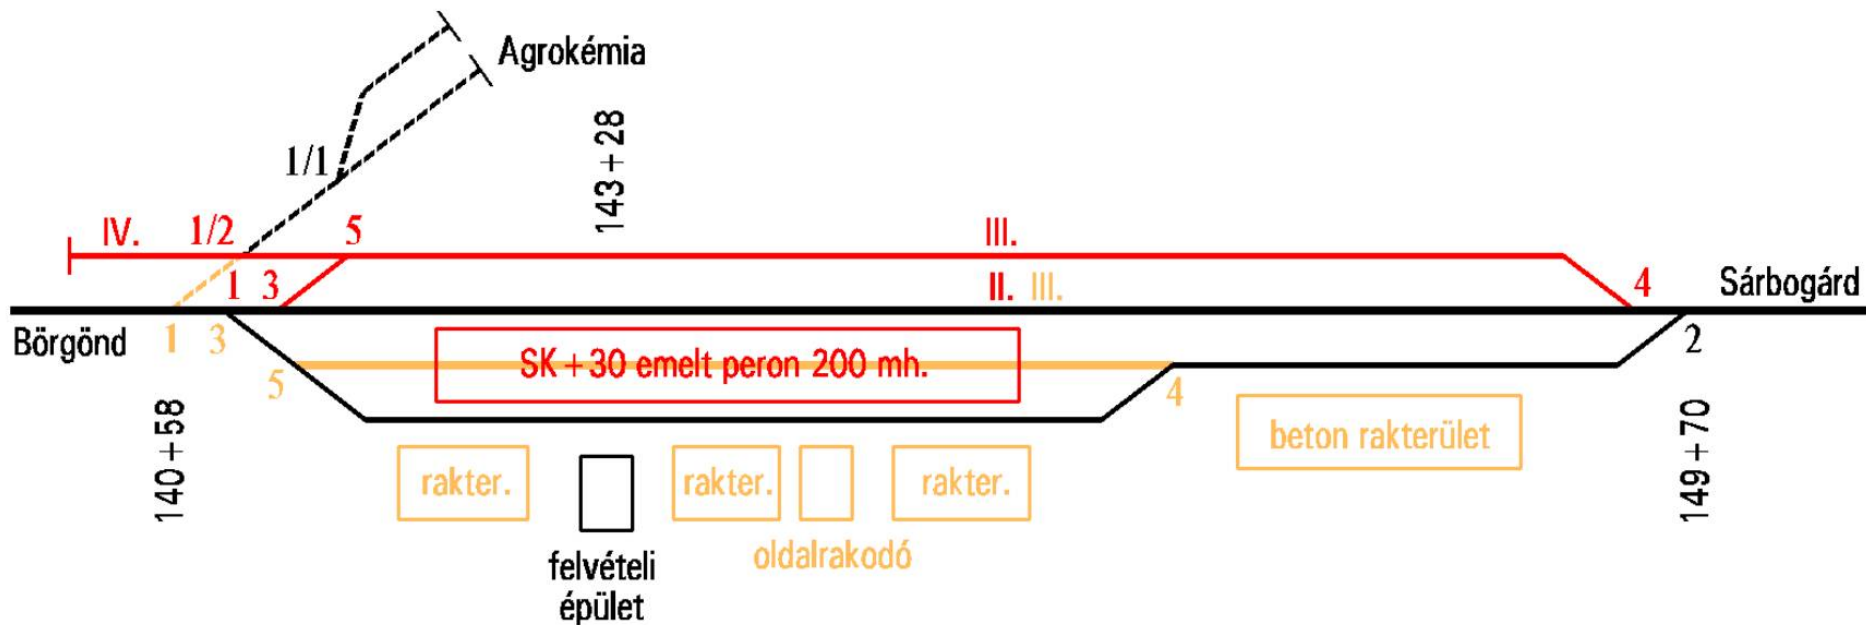 Agrokémia
143+28
1/1
IV.
1/2
5
III.
1
3
II.
III.
4
Sárbogárd
Börgönd
1
3
5
SK+30 emelt peron 200 mh.
4
2
140+58
149+70
rakter.
rakter.
rakter.
beton rakterület
oldalrakodó
felvételi
épület